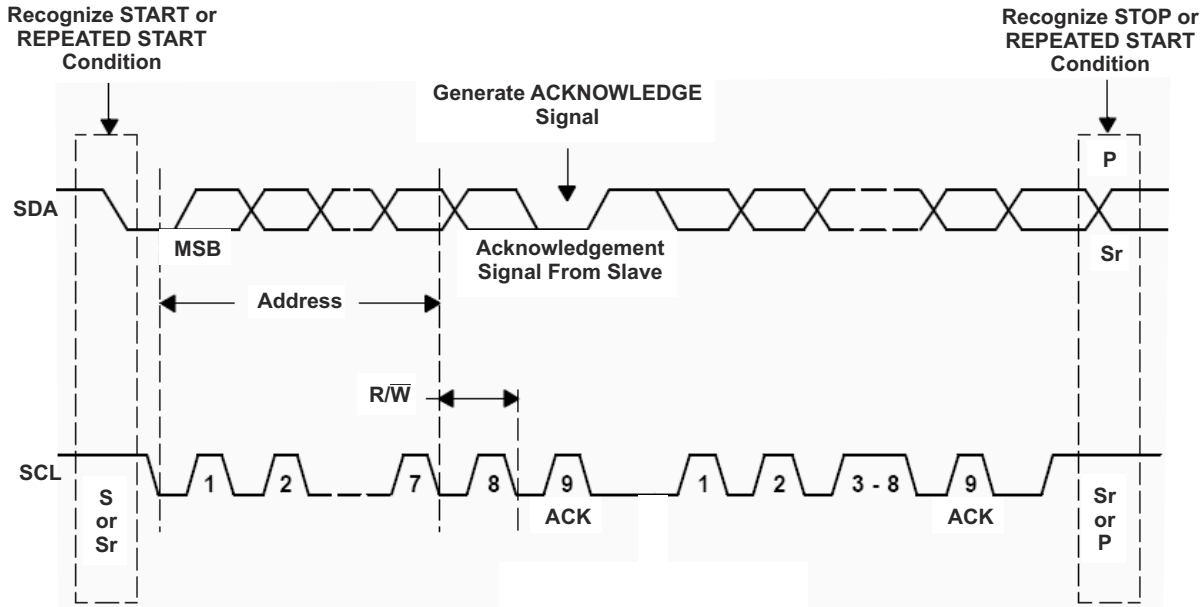 Recognize START or
REPEATED START
Condition
Recognize STOP or
REPEATED START
Condition
Generate ACKNOWLEDGE
Signal
P
SDA
MSB
Acknowledgement
Signal From Slave
Sr
Address
R/W̅
SCL
1
2
7
8
9
1
2
3 - 8
9
S
or
Sr
ACK
ACK
Sr
or
P